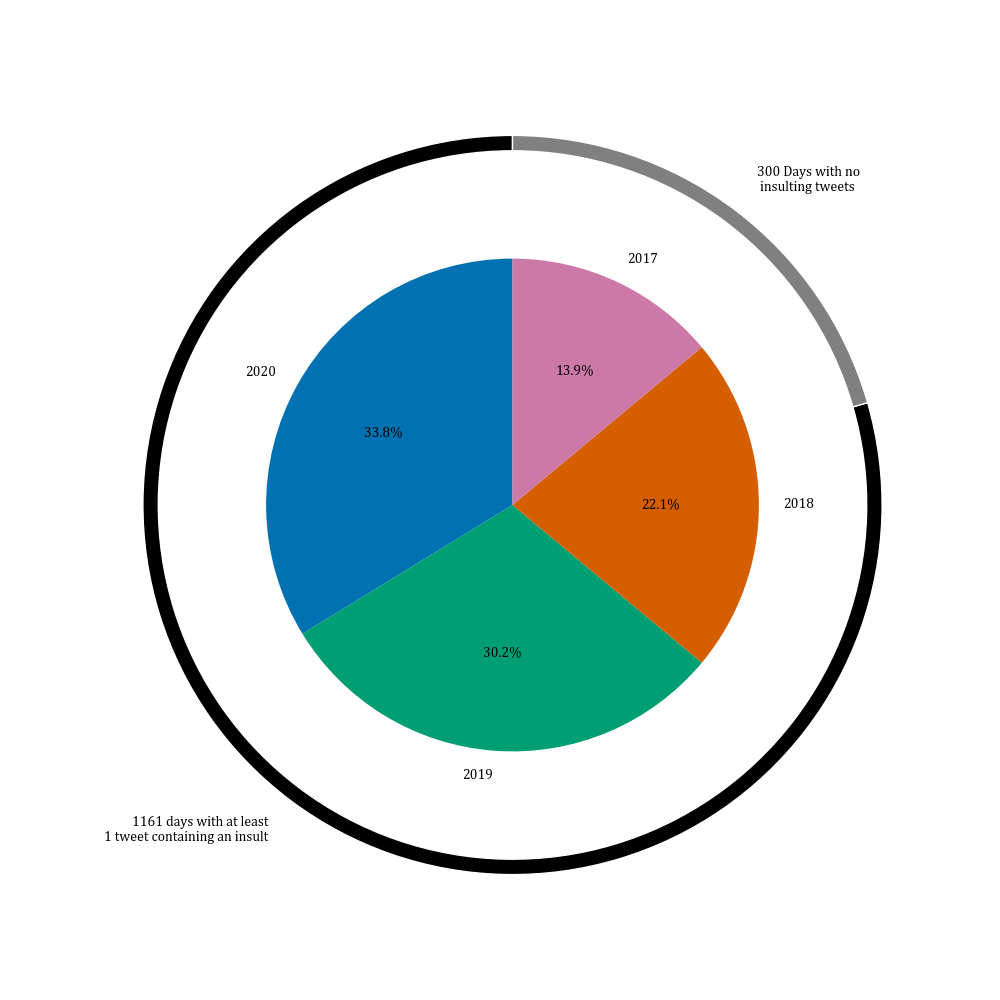 300 Days with no
insulting tweets
2017
2020
13.9%
33.8%
2018
22.1%
30.2%
2019
1161 days with at least
1 tweet containing an insult